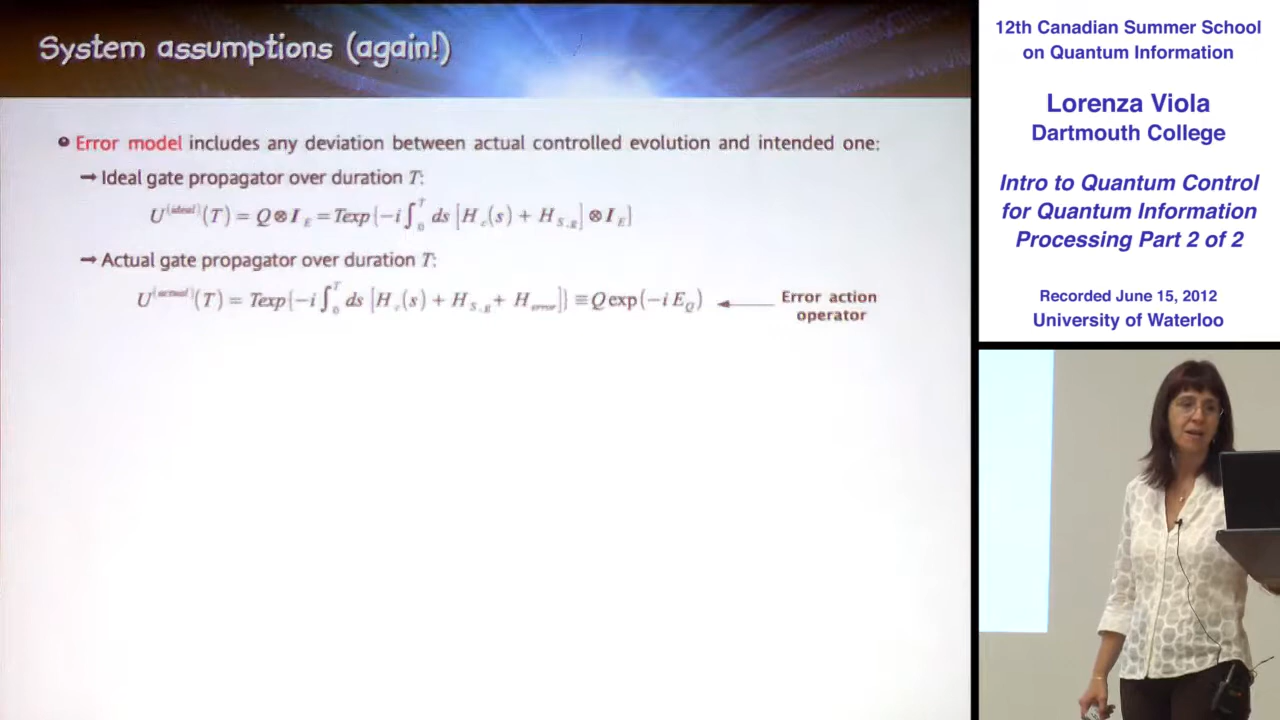 System assumptions (again!)
Error model includes any deviation between actual controlled evolution and intended one:
→ Ideal gate propagator over duration T:
U^(ideal)(T) = Q⊗I_E = Texp{-i∫_0^T ds [H_c(s) + H_{S,g}]⊗I_E}
→ Actual gate propagator over duration T:
U^(actual)(T) = Texp{-i∫_0^T ds [H_c(s) + H_{S,g} + H_error]} ≡ Q exp(-i E_Q)
Error action
operator
12th Canadian Summer School
on Quantum Information
Lorenza Viola
Dartmouth College
Intro to Quantum Control
for Quantum Information
Processing Part 2 of 2
Recorded June 15, 2012
University of Waterloo